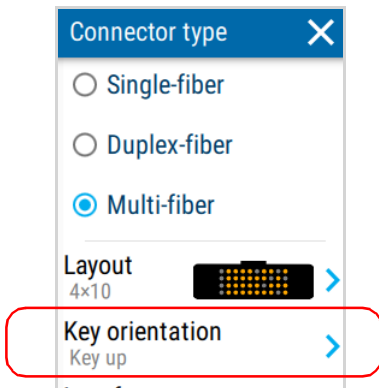 Connector type
Single-fiber
Duplex-fiber
Multi-fiber
Layout
4×10
Key orientation
Key up